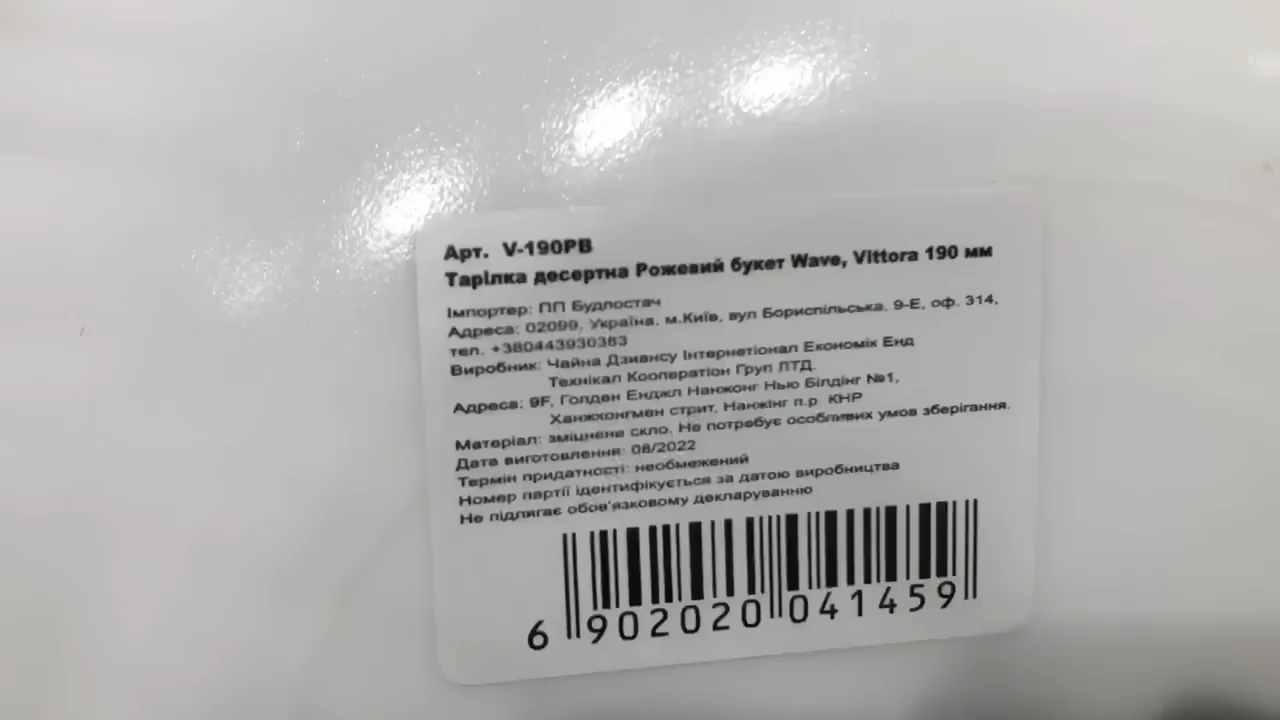 Арт. V-190PB
Тарілка десертна Рожевий букет Wave, Vittora 190 мм
Імпортер: ПП Будлостач
Адреса: 02099, Україна, м.Київ, вул Бориспільська, 9-Е, оф. 314,
тел. +380443930363
Виробник: Чайна Дзиансу Інтернетіонал Економік Енд
Технікал Кооператіон Груп ЛТД.
Адреса: 9F, Голден Енджл Нанжонг Нью Білдінг №1,
Ханжконгмен стрит, Нанжінг п.р КНР
Матеріал: зміцнене скло. Не потребує особливих умов зберігання.
Дата виготовлення: 08/2022
Термін придатності: необмежений
Номер партії ідентифікується за датою виробництва
Не підлягає обов'язковому декларуванню
6 902020 041459